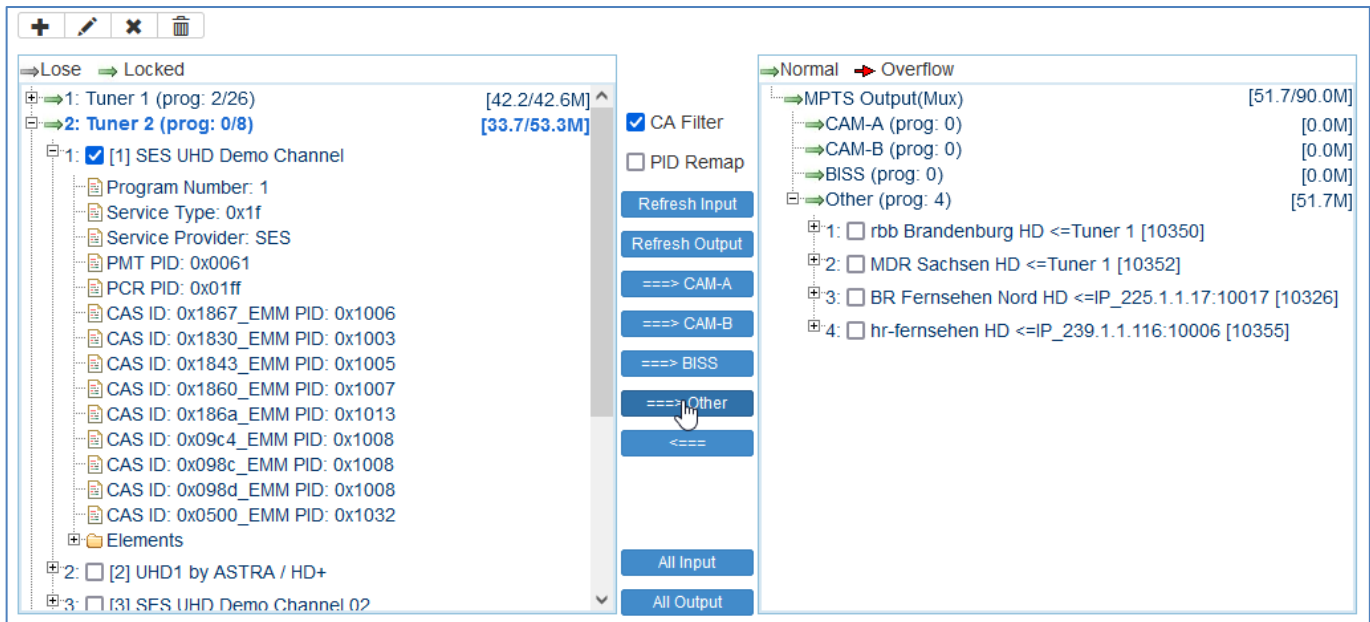 Lose Locked
1: Tuner 1 (prog: 2/26) [42.2/42.6M]
2: Tuner 2 (prog: 0/8) [33.7/53.3M]
1: [1] SES UHD Demo Channel
Program Number: 1
Service Type: 0x1f
Service Provider: SES
PMT PID: 0x0061
PCR PID: 0x01ff
CAS ID: 0x1867_EMM PID: 0x1006
CAS ID: 0x1830_EMM PID: 0x1003
CAS ID: 0x1843_EMM PID: 0x1005
CAS ID: 0x1860_EMM PID: 0x1007
CAS ID: 0x186a_EMM PID: 0x1013
CAS ID: 0x09c4_EMM PID: 0x1008
CAS ID: 0x098c_EMM PID: 0x1008
CAS ID: 0x098d_EMM PID: 0x1008
CAS ID: 0x0500_EMM PID: 0x1032
Elements
2: [2] UHD1 by ASTRA / HD+
3: [3] SES UHD Demo Channel 02
CA Filter
PID Remap
Refresh Input
Refresh Output
===> CAM-A
===> CAM-B
===> BISS
===> Other
<===
All Input
All Output
Normal Overflow
MPTS Output(Mux) [51.7/90.0M]
CAM-A (prog: 0) [0.0M]
CAM-B (prog: 0) [0.0M]
BISS (prog: 0) [0.0M]
Other (prog: 4) [51.7M]
1: rbb Brandenburg HD <=Tuner 1 [10350]
2: MDR Sachsen HD <=Tuner 1 [10352]
3: BR Fernsehen Nord HD <=IP_225.1.1.17:10017 [10326]
4: hr-fernsehen HD <=IP_239.1.1.116:10006 [10355]